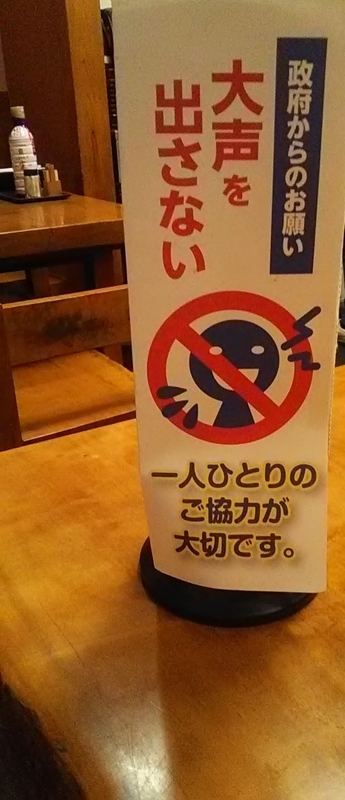 政府からのお願い
大声を
出さない
一人ひとりの
ご協力が
大切です。